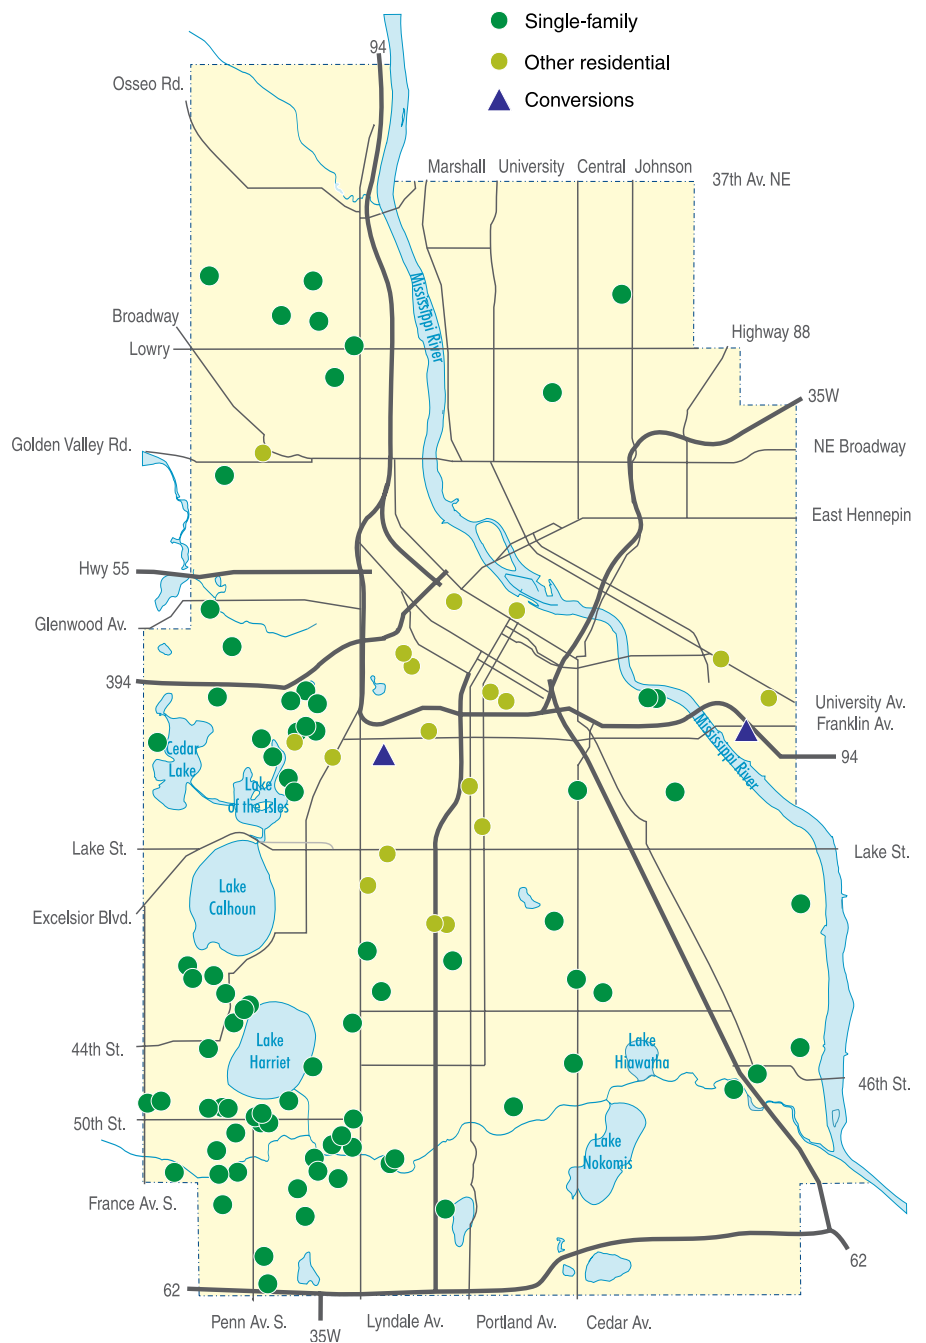 Single-family
94
Other residential
Osseo Rd.
Conversions
Marshall University Central Johnson
37th Av. NE
Mississippi River
Broadway
Highway 88
Lowry
35W
Golden Valley Rd.
NE Broadway
East Hennepin
Hwy 55
Glenwood Av.
394
University Av.
Franklin Av.
Mississippi River
Cedar
Lake
94
Lake
of the Isles
Lake St.
Lake St.
Lake
Calhoun
Excelsior Blvd.
44th St.
Lake
Harriet
Lake
Hiawatha
46th St.
50th St.
Lake
Nokomis
France Av. S.
62
62
Penn Av. S.
35W
Lyndale Av.
Portland Av.
Cedar Av.